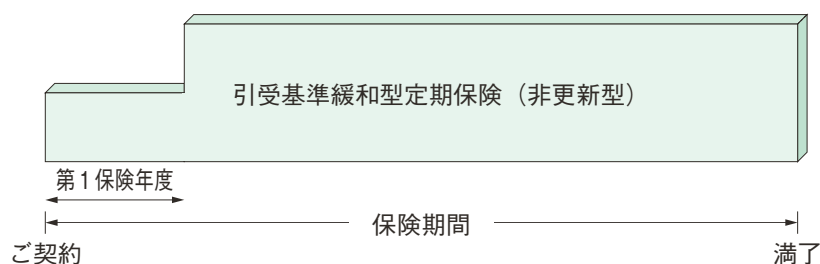 引受基準緩和型定期保険（非更新型）
第1保険年度
保険期間
ご契約
満了